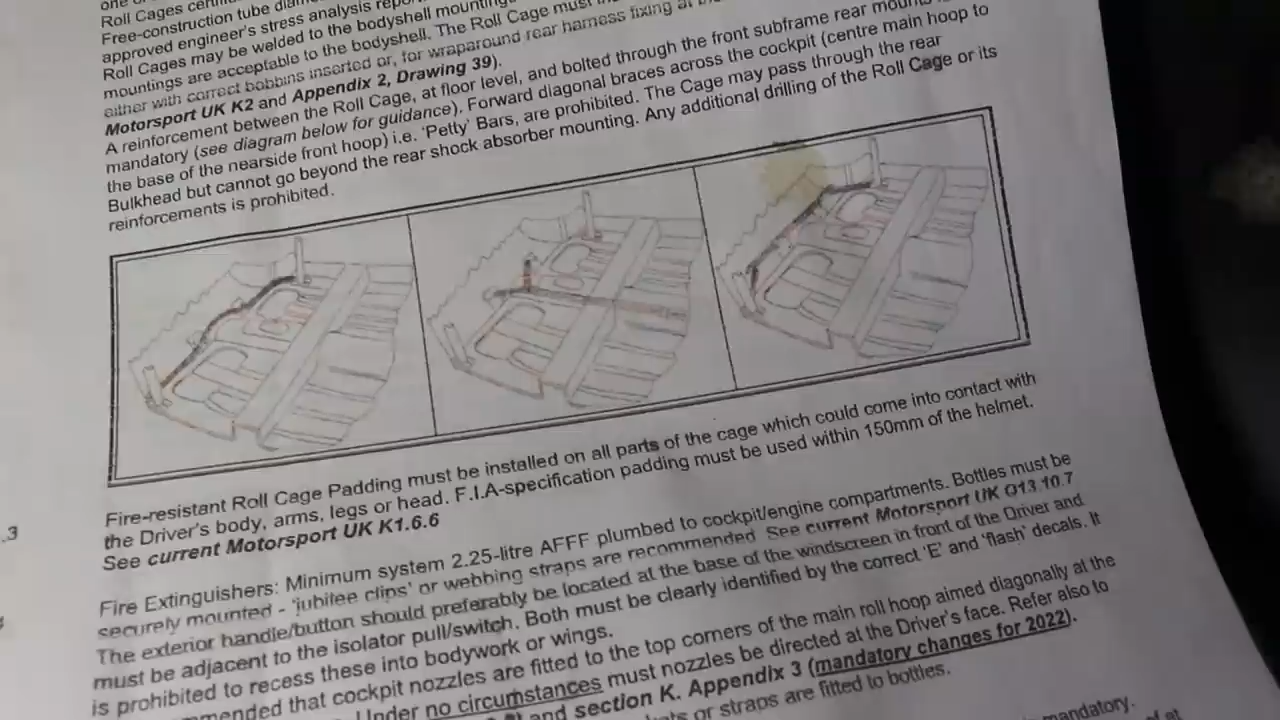 one of
Roll Cages
Free-construction tube
approved engineer's stress analysis
Roll Cages may be welded to the bodyshell
mountings are acceptable to the bodyshell. The Roll Cage must
either with correct bobbins inserted or, for wraparound rear harness fixing at
Motorsport UK K2 and Appendix 2, Drawing 39).
A reinforcement between the Roll Cage, at floor level, and bolted through the front subframe rear
mandatory (see diagram below for guidance). Forward diagonal braces across the cockpit (centre main hoop to
the base of the nearside front hoop) i.e. 'Petty' Bars, are prohibited. The Cage may pass through the rear
Bulkhead but cannot go beyond the rear shock absorber mounting. Any additional drilling of the Roll Cage or its
reinforcements is prohibited.
Fire-resistant Roll Cage Padding must be installed on all parts of the cage which could come into contact with
the Driver's body, arms, legs or head. F.I.A-specification padding must be used within 150mm of the helmet.
See current Motorsport UK K1.6.6
.3
Fire Extinguishers: Minimum system 2.25-litre AFFF plumbed to cockpit/engine compartments. Bottles must be
securely mounted - 'jubilee clips' or webbing straps are recommended See current Motorsport UK Q13.10.7
The exterior handle/button should preferably be located at the base of the windscreen in front of the Driver and
must be adjacent to the isolator pull/switch. Both must be clearly identified by the correct 'E' and 'flash' decals. It
is prohibited to recess these into bodywork or wings.
that cockpit nozzles are fitted to the top corners of the main roll hoop aimed diagonally at the
Under no circumstances must nozzles be directed at the Driver's face. Refer also to
and section K. Appendix 3 (mandatory changes for 2022).
or straps are fitted to bottles.
mandatory.